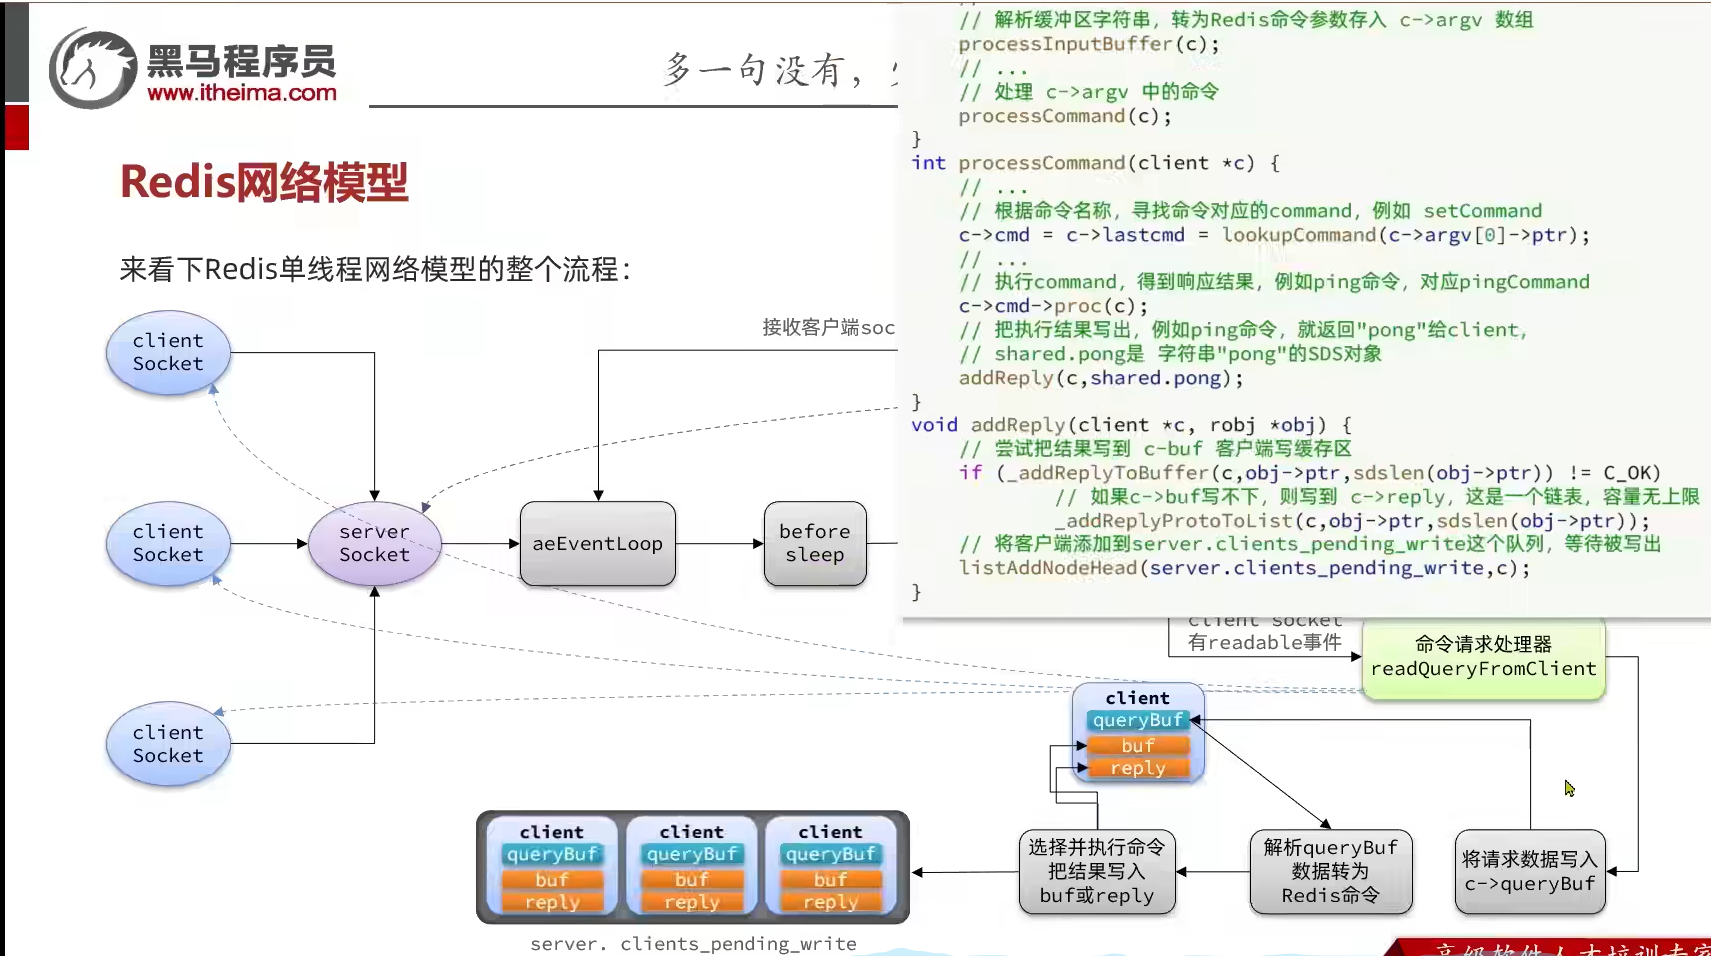 黑马程序员
www.itheima.com
多一句没有，
Redis网络模型
来看下Redis单线程网络模型的整个流程：
client
Socket
client
Socket
client
Socket
server
Socket
接收客户端soc
aeEventLoop
before
sleep
// 解析缓冲区字符串，转为Redis命令参数存入 c->argv 数组
processInputBuffer(c);
// ...
// 处理 c->argv 中的命令
processCommand(c);
}
int processCommand(client *c) {
// ...
// 根据命令名称，寻找命令对应的command，例如 setCommand
c->cmd = c->lastcmd = lookupCommand(c->argv[0]->ptr);
// ...
// 执行command，得到响应结果，例如ping命令，对应pingCommand
c->cmd->proc(c);
// 把执行结果写出，例如ping命令，就返回"pong"给client，
// shared.pong是 字符串"pong"的SDS对象
addReply(c,shared.pong);
}
void addReply(client *c, robj *obj) {
// 尝试把结果写到 c-buf 客户端写缓存区
if (_addReplyToBuffer(c,obj->ptr,sdslen(obj->ptr)) != C_OK)
// 如果c->buf写不下，则写到 c->reply，这是一个链表，容量无上限
_addReplyProtoToList(c,obj->ptr,sdslen(obj->ptr));
// 将客户端添加到server.clients_pending_write这个队列，等待被写出
listAddNodeHead(server.clients_pending_write,c);
}
client socket
有readable事件
命令请求处理器
readQueryFromClient
client
queryBuf
buf
reply
将请求数据写入
c->queryBuf
解析queryBuf
数据转为
Redis命令
选择并执行命令
把结果写入
buf或reply
client
queryBuf
buf
reply
client
queryBuf
buf
reply
client
queryBuf
buf
reply
server. clients_pending_write
高级软件人才培训专家